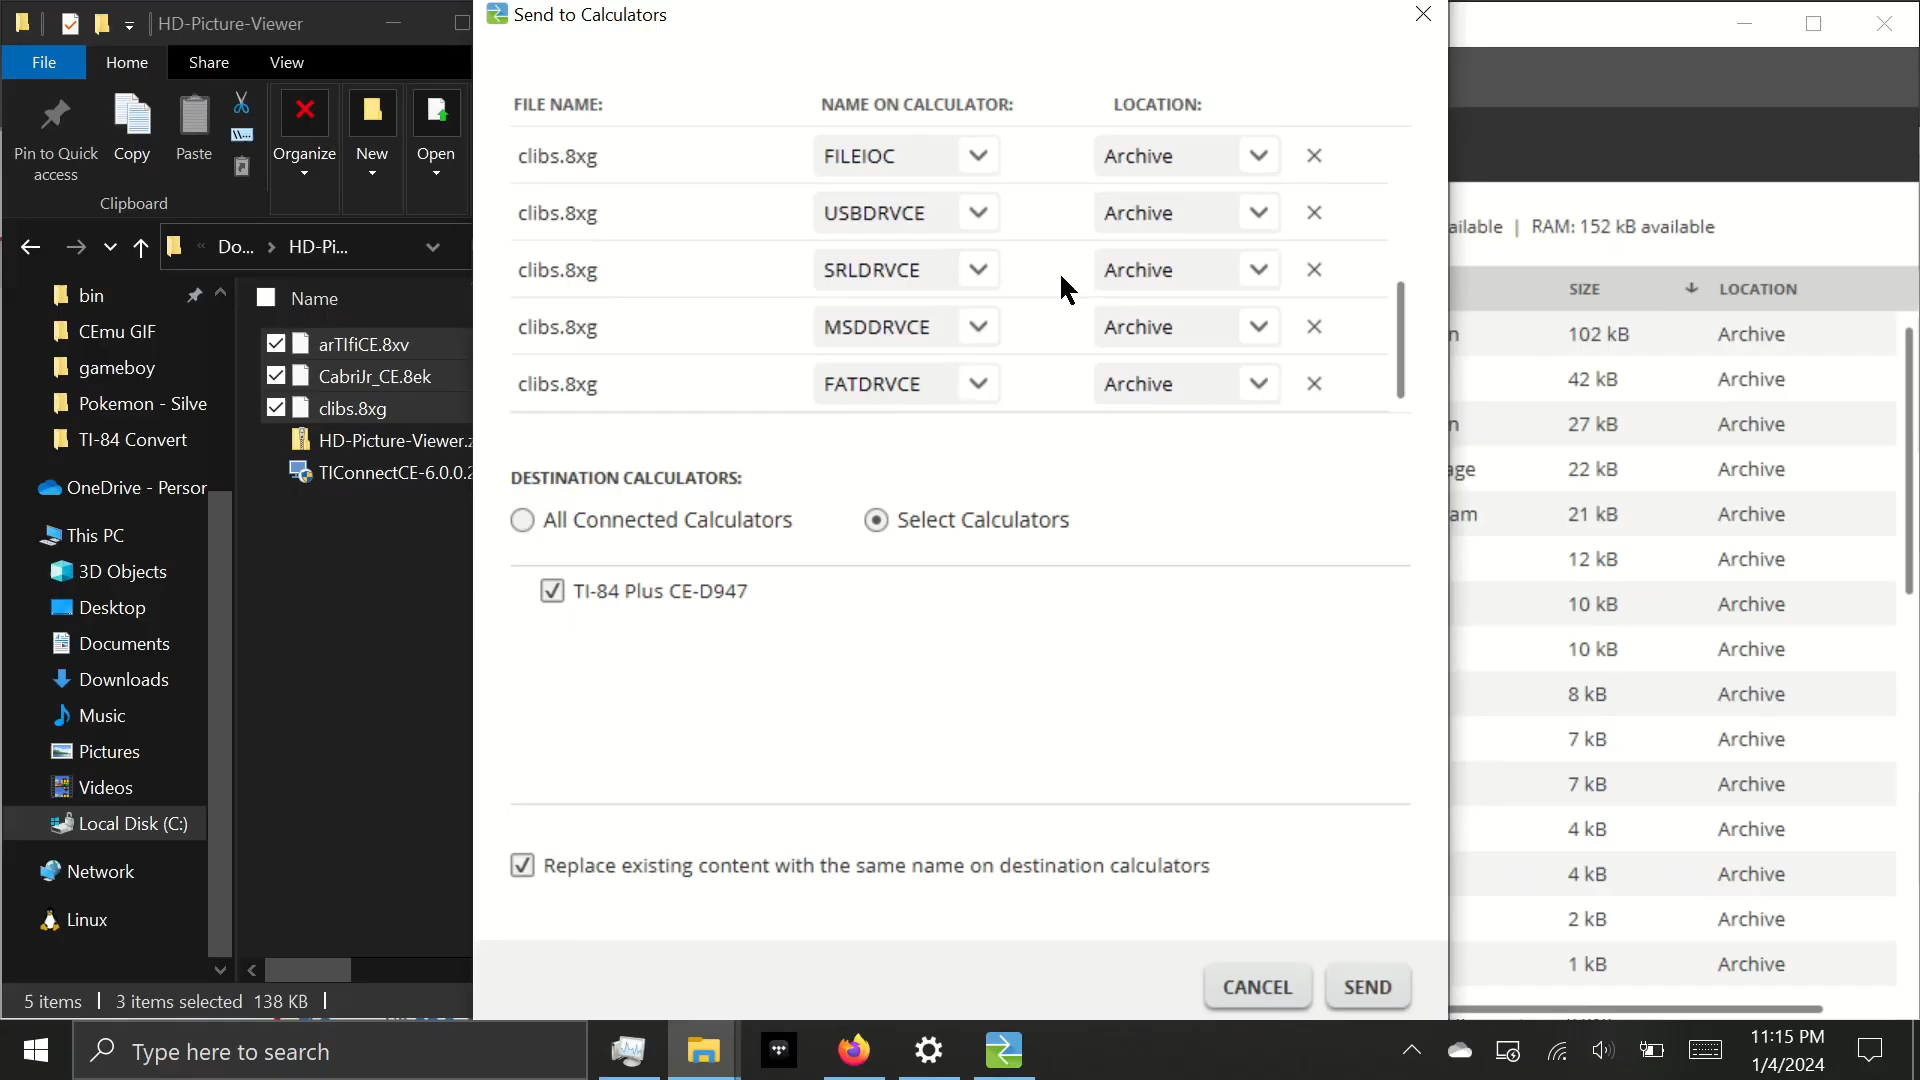 HD-Picture-Viewer
File
Home
Share
View
Pin to Quick
access
Copy
Paste
Organize
New
Open
Clipboard
Do...
HD-Pi...
bin
CEmu GIF
gameboy
Pokemon - Silve
TI-84 Convert
OneDrive - Person
This PC
3D Objects
Desktop
Documents
Downloads
Music
Pictures
Videos
Local Disk (C:)
Network
Linux
Name
arTIfiCE.8xv
CabriJr_CE.8ek
clibs.8xg
HD-Picture-Viewer.z
TIConnectCE-6.0.0.2
5 items
3 items selected 138 KB
Send to Calculators
FILE NAME:
NAME ON CALCULATOR:
LOCATION:
clibs.8xg FILEIOC Archive
clibs.8xg USBDRVCE Archive
clibs.8xg SRLDRVCE Archive
clibs.8xg MSDDRVCE Archive
clibs.8xg FATDRVCE Archive
DESTINATION CALCULATORS:
All Connected Calculators
Select Calculators
TI-84 Plus CE-D947
Replace existing content with the same name on destination calculators
CANCEL
SEND
ailable | RAM: 152 kB available
SIZE LOCATION
n 102 kB Archive
42 kB Archive
n 27 kB Archive
age 22 kB Archive
am 21 kB Archive
12 kB Archive
10 kB Archive
10 kB Archive
8 kB Archive
7 kB Archive
7 kB Archive
4 kB Archive
4 kB Archive
2 kB Archive
1 kB Archive
Type here to search
11:15 PM
1/4/2024